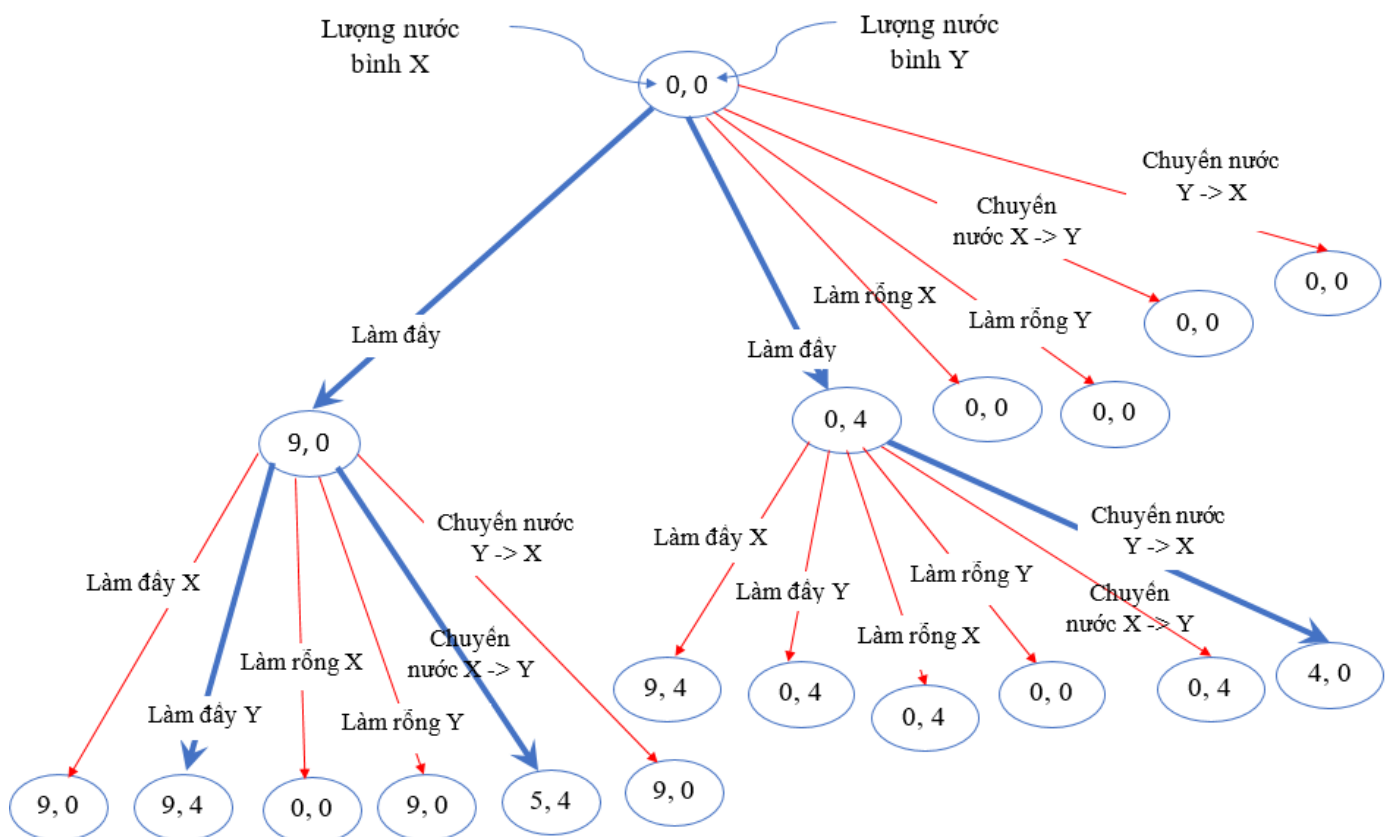 Lượng nước
bình X
Lượng nước
bình Y
0, 0
Chuyển nước
Y -> X
Chuyển
nước X -> Y
0, 0
Làm rỗng X
0, 0
Làm rỗng Y
Làm đầy
Làm đầy
0, 0
0, 0
9, 0
0, 4
Chuyển nước
Y -> X
Chuyển nước
Y -> X
Làm đầy X
Làm đầy X
Làm đầy Y
Làm rỗng Y
Chuyển
nước X -> Y
Làm rỗng X
Chuyển
nước X -> Y
Làm rỗng X
Làm đầy Y
Làm rỗng Y
9, 4
0, 4
0, 4
0, 0
0, 4
4, 0
9, 0
9, 4
0, 0
9, 0
5, 4
9, 0